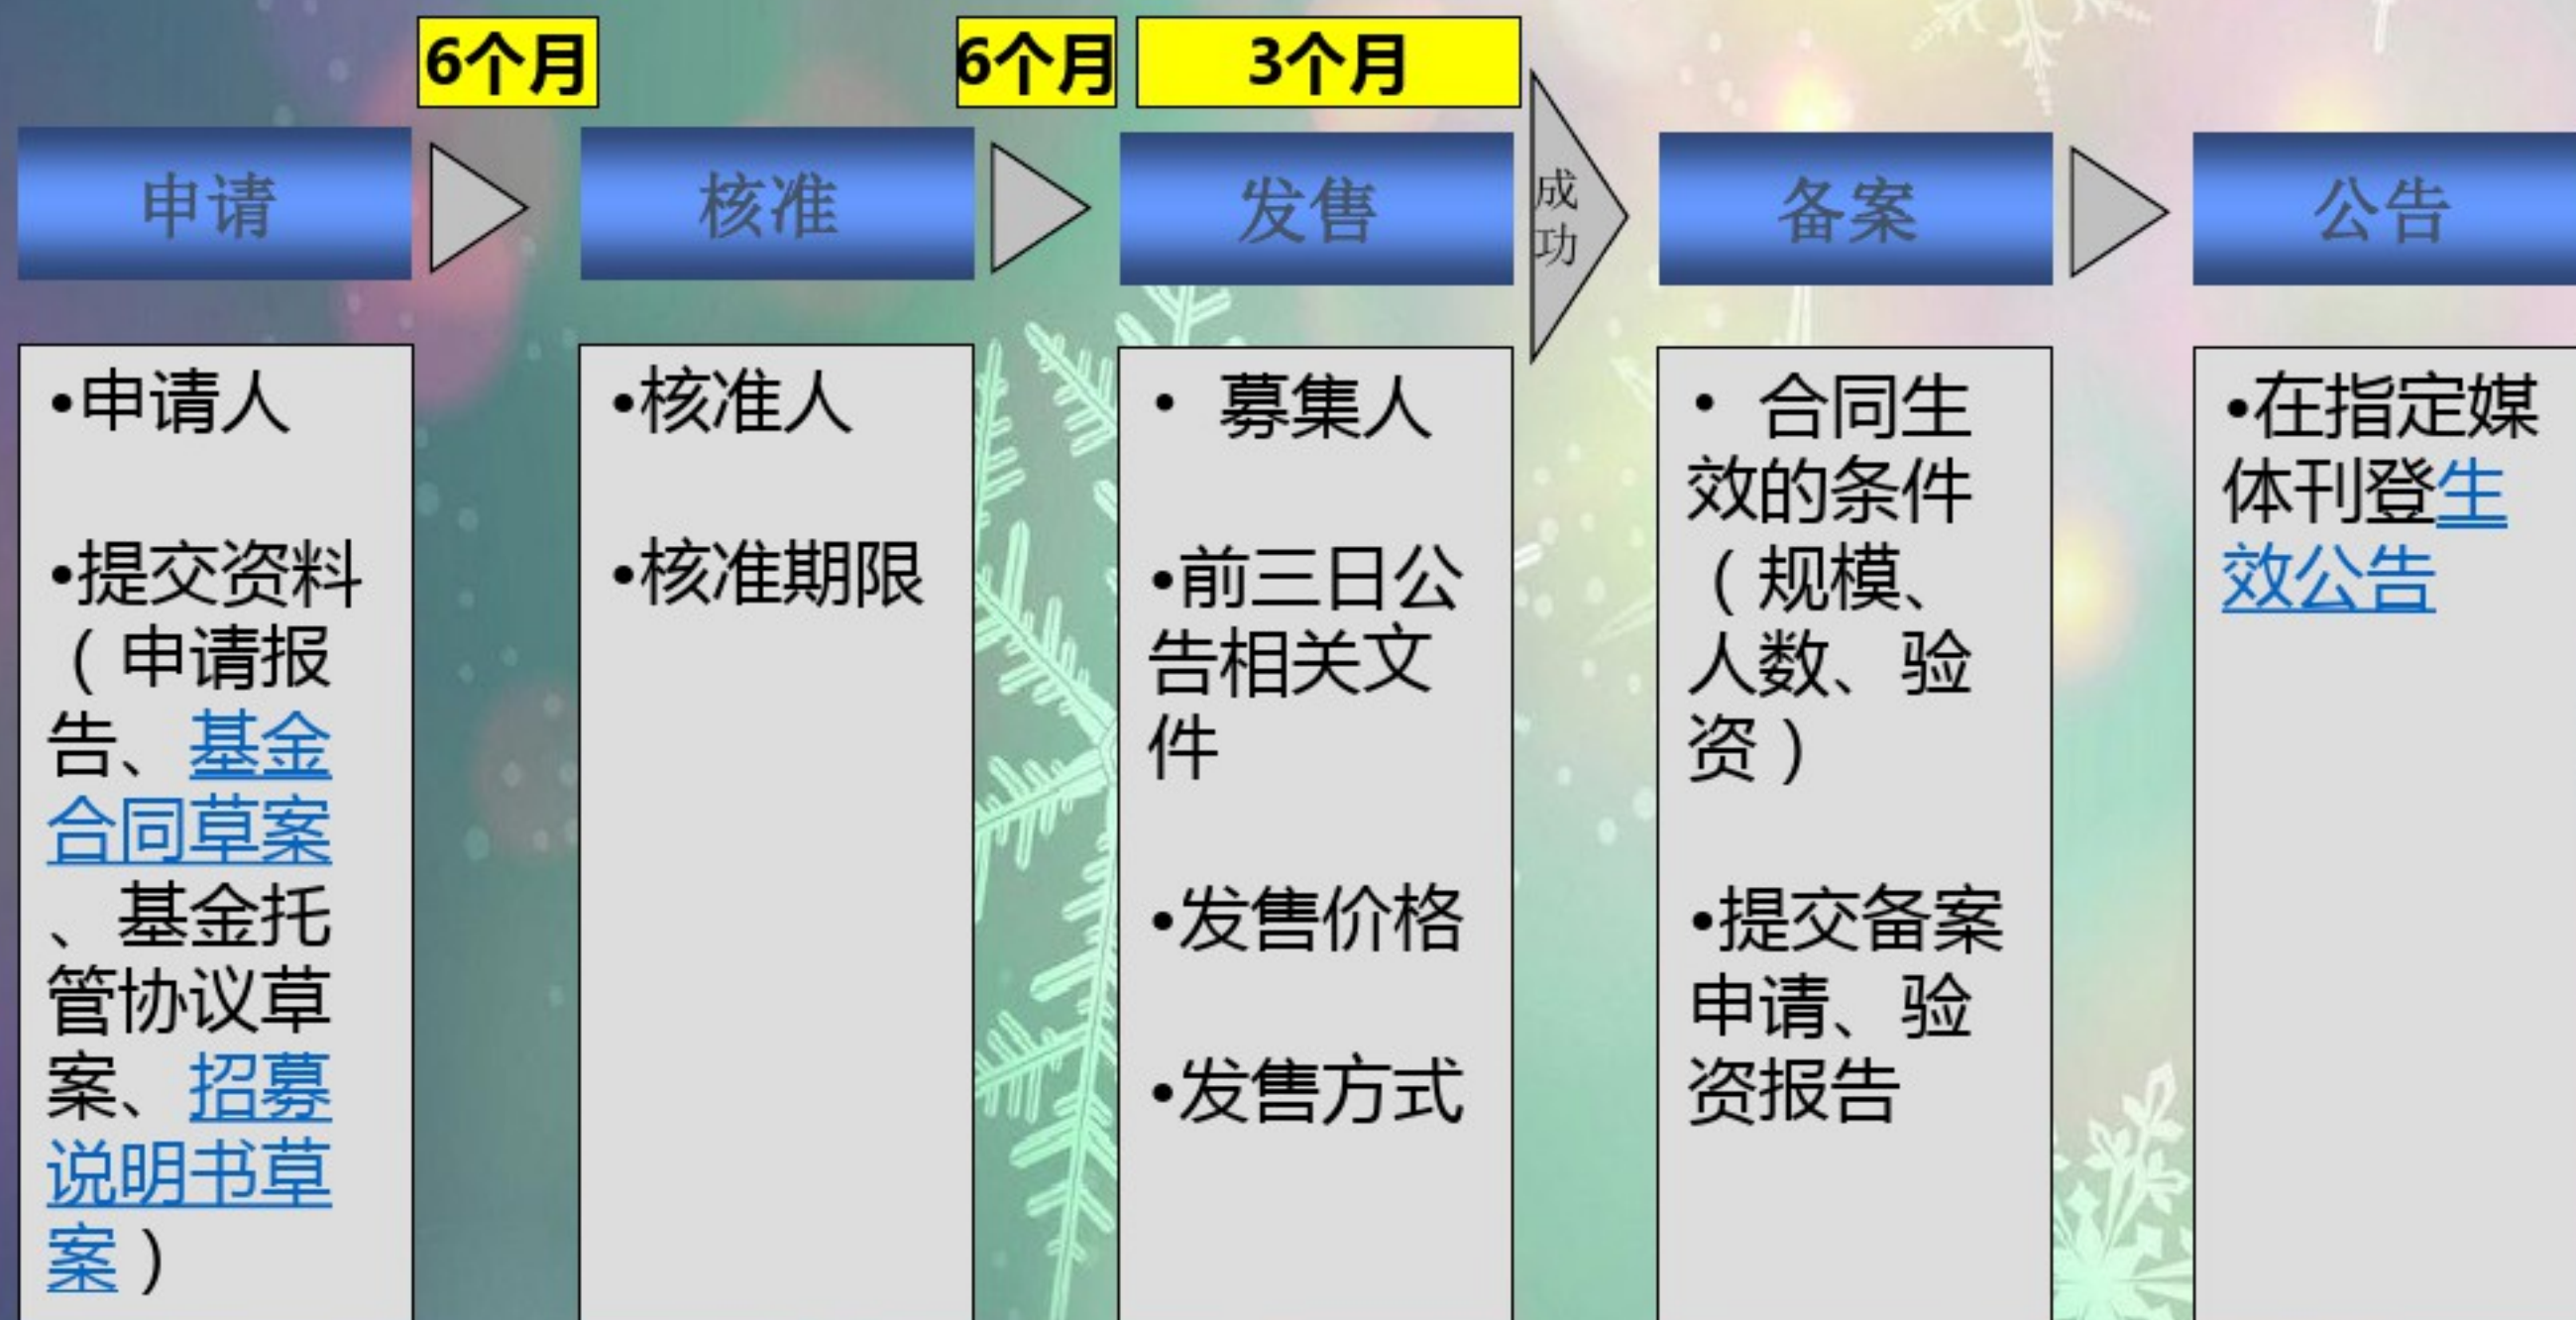 6个月
6个月
3个月
申请
核准
发售
成
功
备案
公告
•申请人
•提交资料
（申请报
告、基金
合同草案
、基金托
管协议草
案、招募
说明书草
案）
•核准人
•核准期限
• 募集人
•前三日公
告相关文
件
•发售价格
•发售方式
• 合同生
效的条件
（规模、
人数、验
资）
•提交备案
申请、验
资报告
•在指定媒
体刊登生
效公告